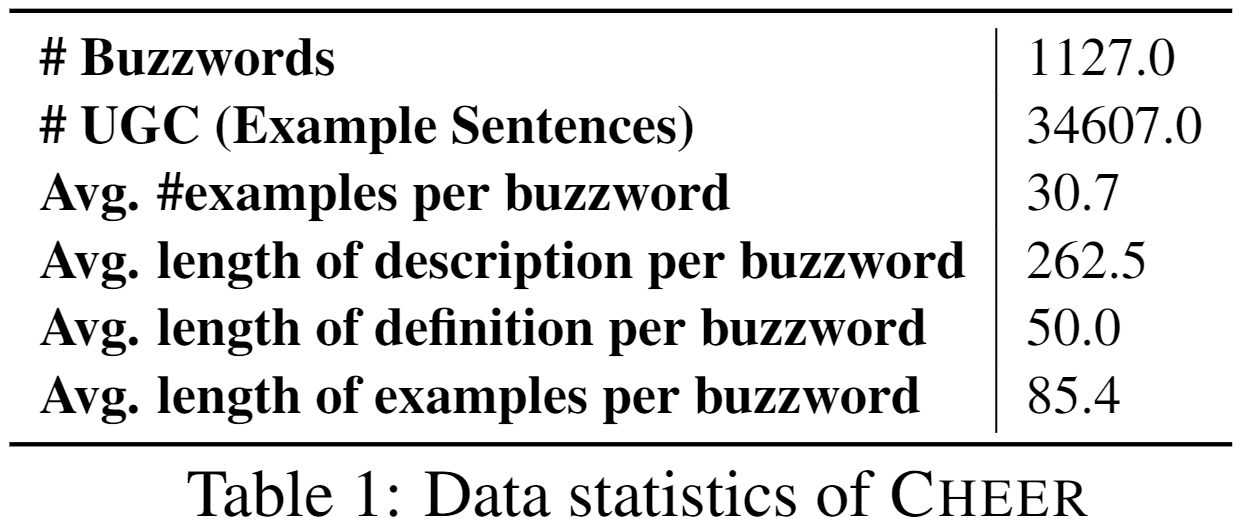 # Buzzwords 1127.0
# UGC (Example Sentences) 34607.0
Avg. #examples per buzzword 30.7
Avg. length of description per buzzword 262.5
Avg. length of definition per buzzword 50.0
Avg. length of examples per buzzword 85.4
Table 1: Data statistics of CHEER